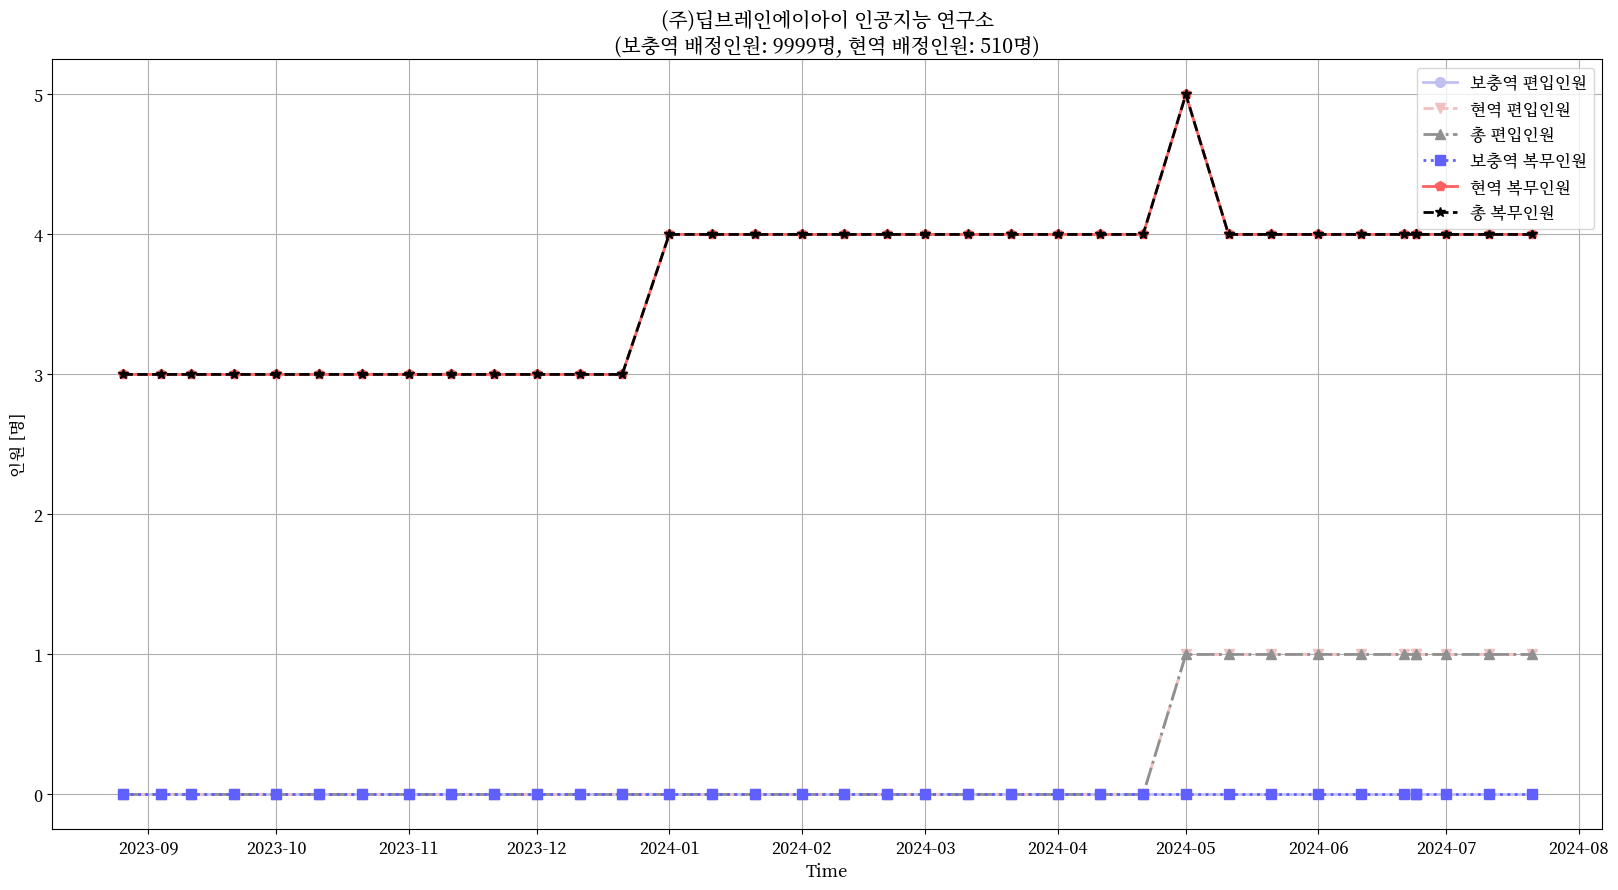 (주)딥브레인에이아이 인공지능 연구소
(보충역 배정인원: 9999명, 현역 배정인원: 510명)
보충역 편입인원
현역 편입인원
총 편입인원
보충역 복무인원
현역 복무인원
총 복무인원
인원 [명]
5
4
3
2
1
0
2023-09 2023-10 2023-11 2023-12 2024-01 2024-02 2024-03 2024-04 2024-05 2024-06 2024-07 2024-08
Time